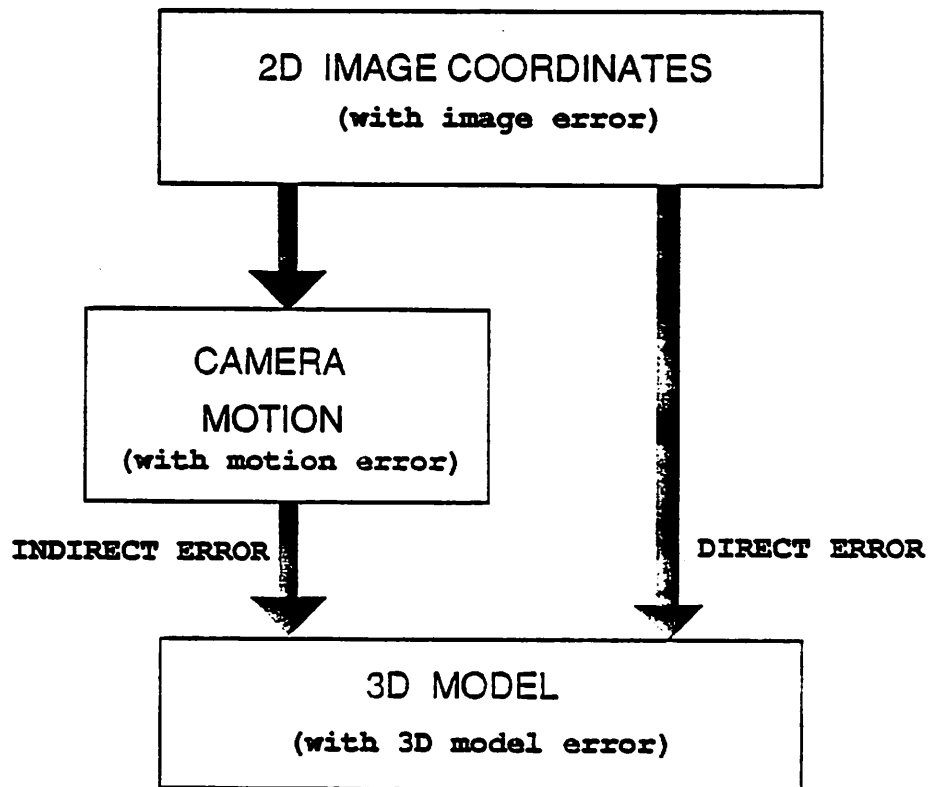 2D IMAGE COORDINATES
(with image error)
CAMERA
MOTION
(with motion error)
INDIRECT ERROR
DIRECT ERROR
3D MODEL
(with 3D model error)